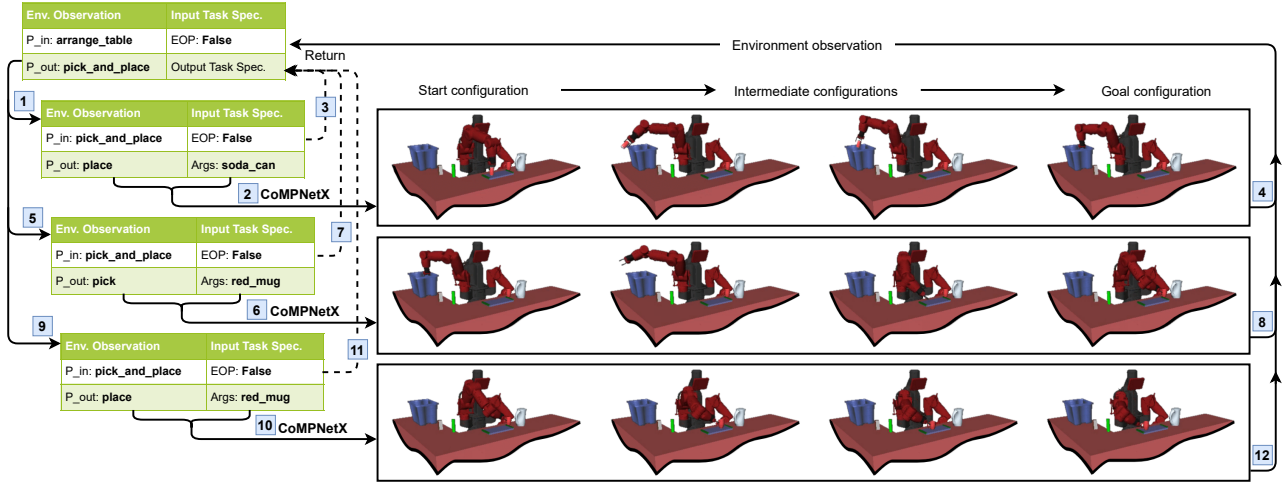 Env. Observation Input Task Spec.
P_in: arrange_table EOP: False
P_out: pick_and_place Output Task Spec.
Return
Environment observation
Start configuration Intermediate configurations Goal configuration
1
Env. Observation Input Task Spec.
3
P_in: pick_and_place EOP: False
P_out: place Args: soda_can
2 CoMPNetX
4
5
Env. Observation Input Task Spec.
7
P_in: pick_and_place EOP: False
P_out: pick Args: red_mug
6 CoMPNetX
8
9
Env. Observation Input Task Spec.
11
P_in: pick_and_place EOP: False
P_out: place Args: red_mug
10 CoMPNetX
12